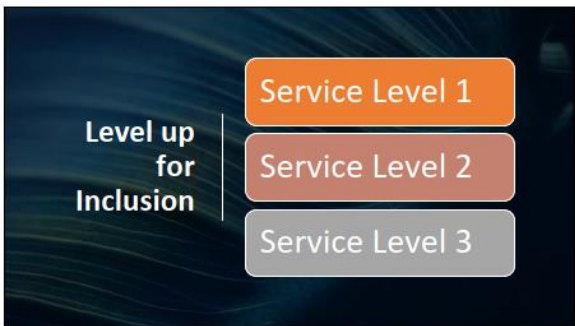 Level up
for
Inclusion
Service Level 1
Service Level 2
Service Level 3